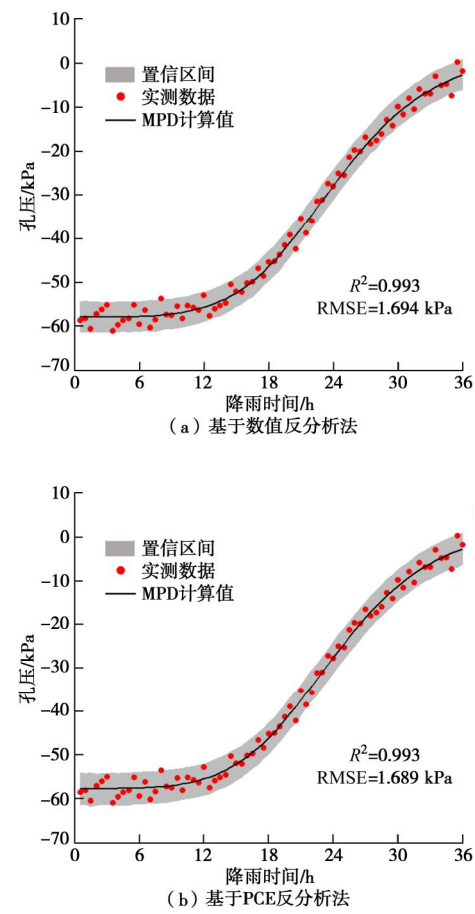 10
0
−10
−20
−30
−40
−50
−60
−70
孔压/kPa
置信区间
实测数据
MPD计算值
R²=0.993
RMSE=1.694 kPa
0 6 12 18 24 30 36
降雨时间/h
（a）基于数值反分析法
10
0
−10
−20
−30
−40
−50
−60
−70
孔压/kPa
置信区间
实测数据
MPD计算值
R²=0.993
RMSE=1.689 kPa
0 6 12 18 24 30 36
降雨时间/h
（b）基于PCE反分析法